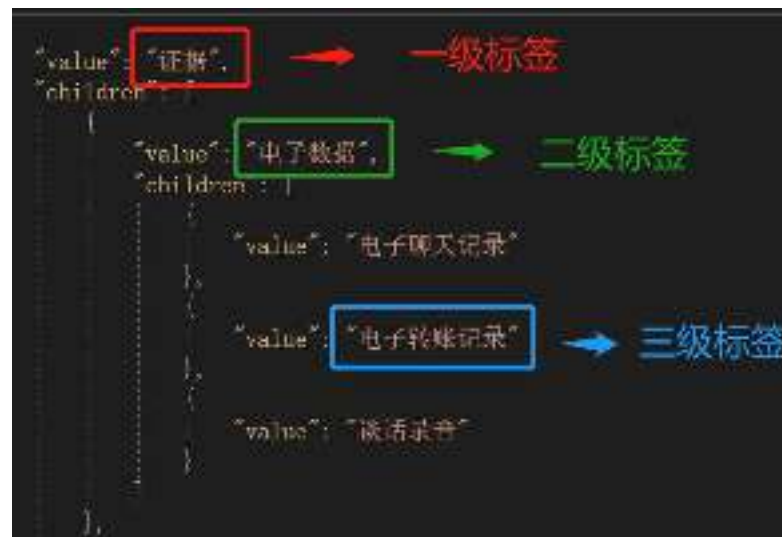 "value": "证据",  一级标签
"children": [
{
"value": "电子数据",  二级标签
"children": [
{
"value": "电子聊天记录"
},
{
"value": "电子转账记录"  三级标签
},
{
"value": "谈话录音"
}
]
},